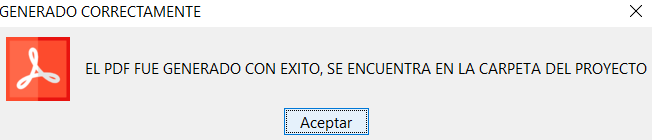 GENERADO CORRECTAMENTE
EL PDF FUE GENERADO CON EXITO, SE ENCUENTRA EN LA CARPETA DEL PROYECTO
Aceptar